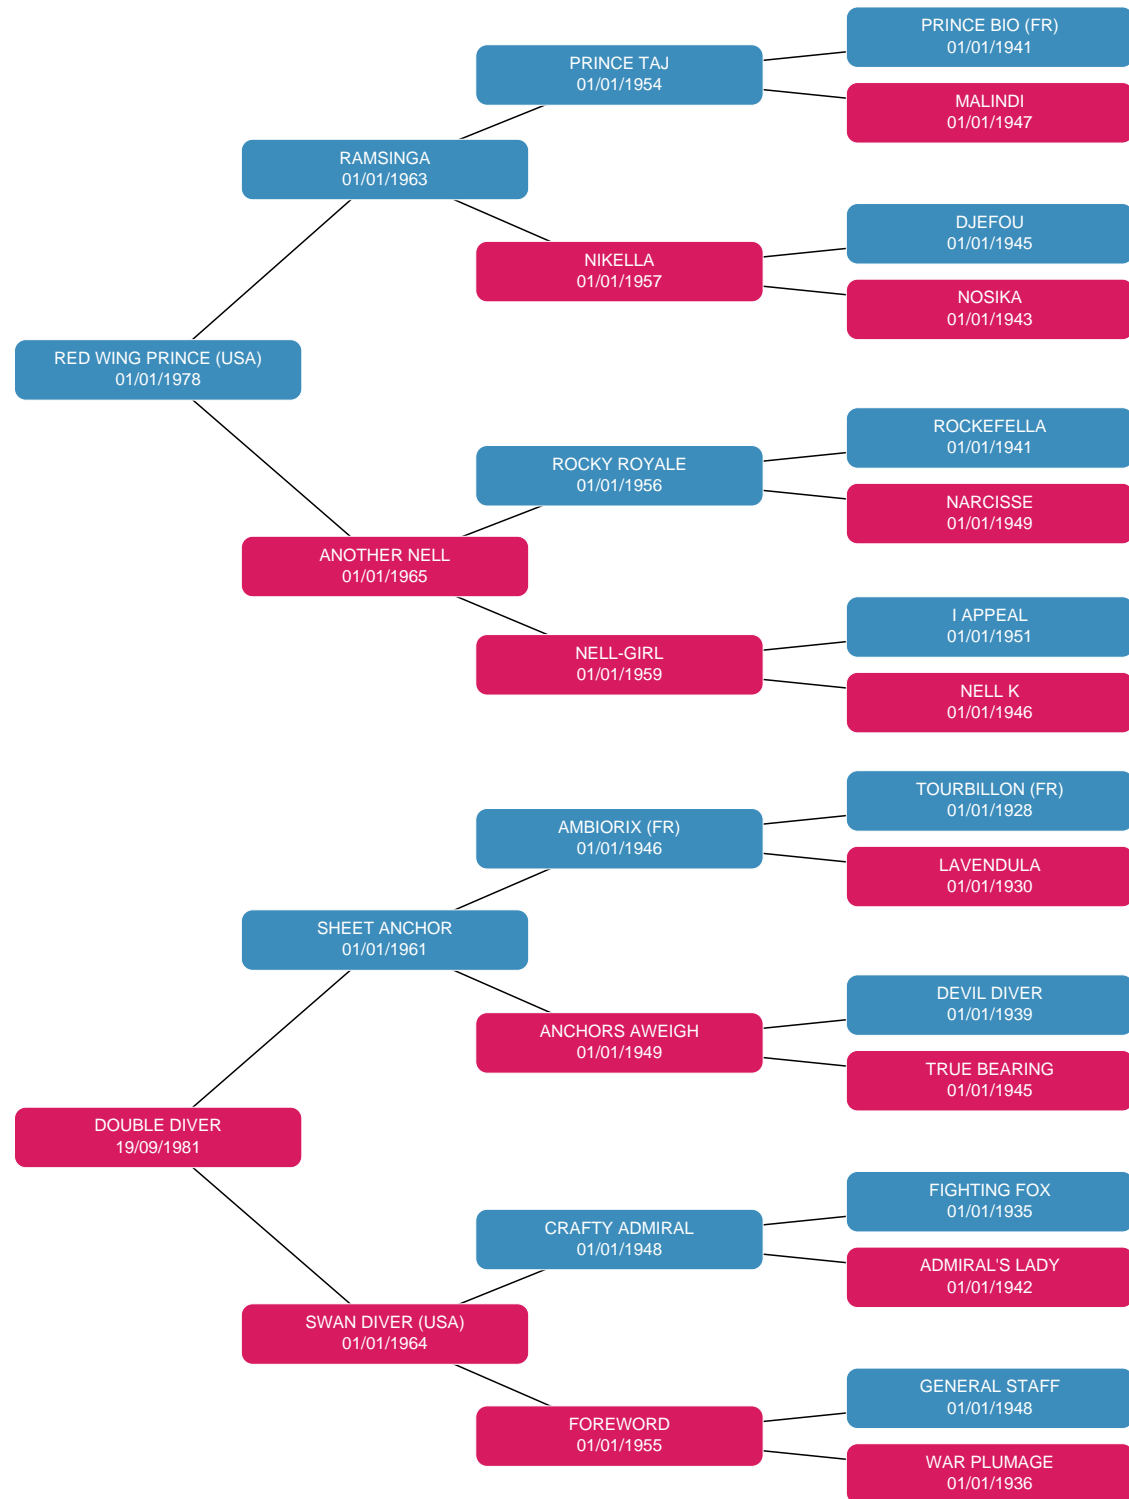 PRINCE BIO (FR)
01/01/1941
PRINCE TAJ
01/01/1954
MALINDI
01/01/1947
RAMSINGA
01/01/1963
DJEFOU
01/01/1945
NIKELLA
01/01/1957
NOSIKA
01/01/1943
RED WING PRINCE (USA)
01/01/1978
ROCKEFELLA
01/01/1941
ROCKY ROYALE
01/01/1956
NARCISSE
01/01/1949
ANOTHER NELL
01/01/1965
I APPEAL
01/01/1951
NELL-GIRL
01/01/1959
NELL K
01/01/1946
TOURBILLON (FR)
01/01/1928
AMBIORIX (FR)
01/01/1946
LAVENDULA
01/01/1930
SHEET ANCHOR
01/01/1961
DEVIL DIVER
01/01/1939
ANCHORS AWEIGH
01/01/1949
TRUE BEARING
01/01/1945
DOUBLE DIVER
19/09/1981
FIGHTING FOX
01/01/1935
CRAFTY ADMIRAL
01/01/1948
ADMIRAL'S LADY
01/01/1942
SWAN DIVER (USA)
01/01/1964
GENERAL STAFF
01/01/1948
FOREWORD
01/01/1955
WAR PLUMAGE
01/01/1936